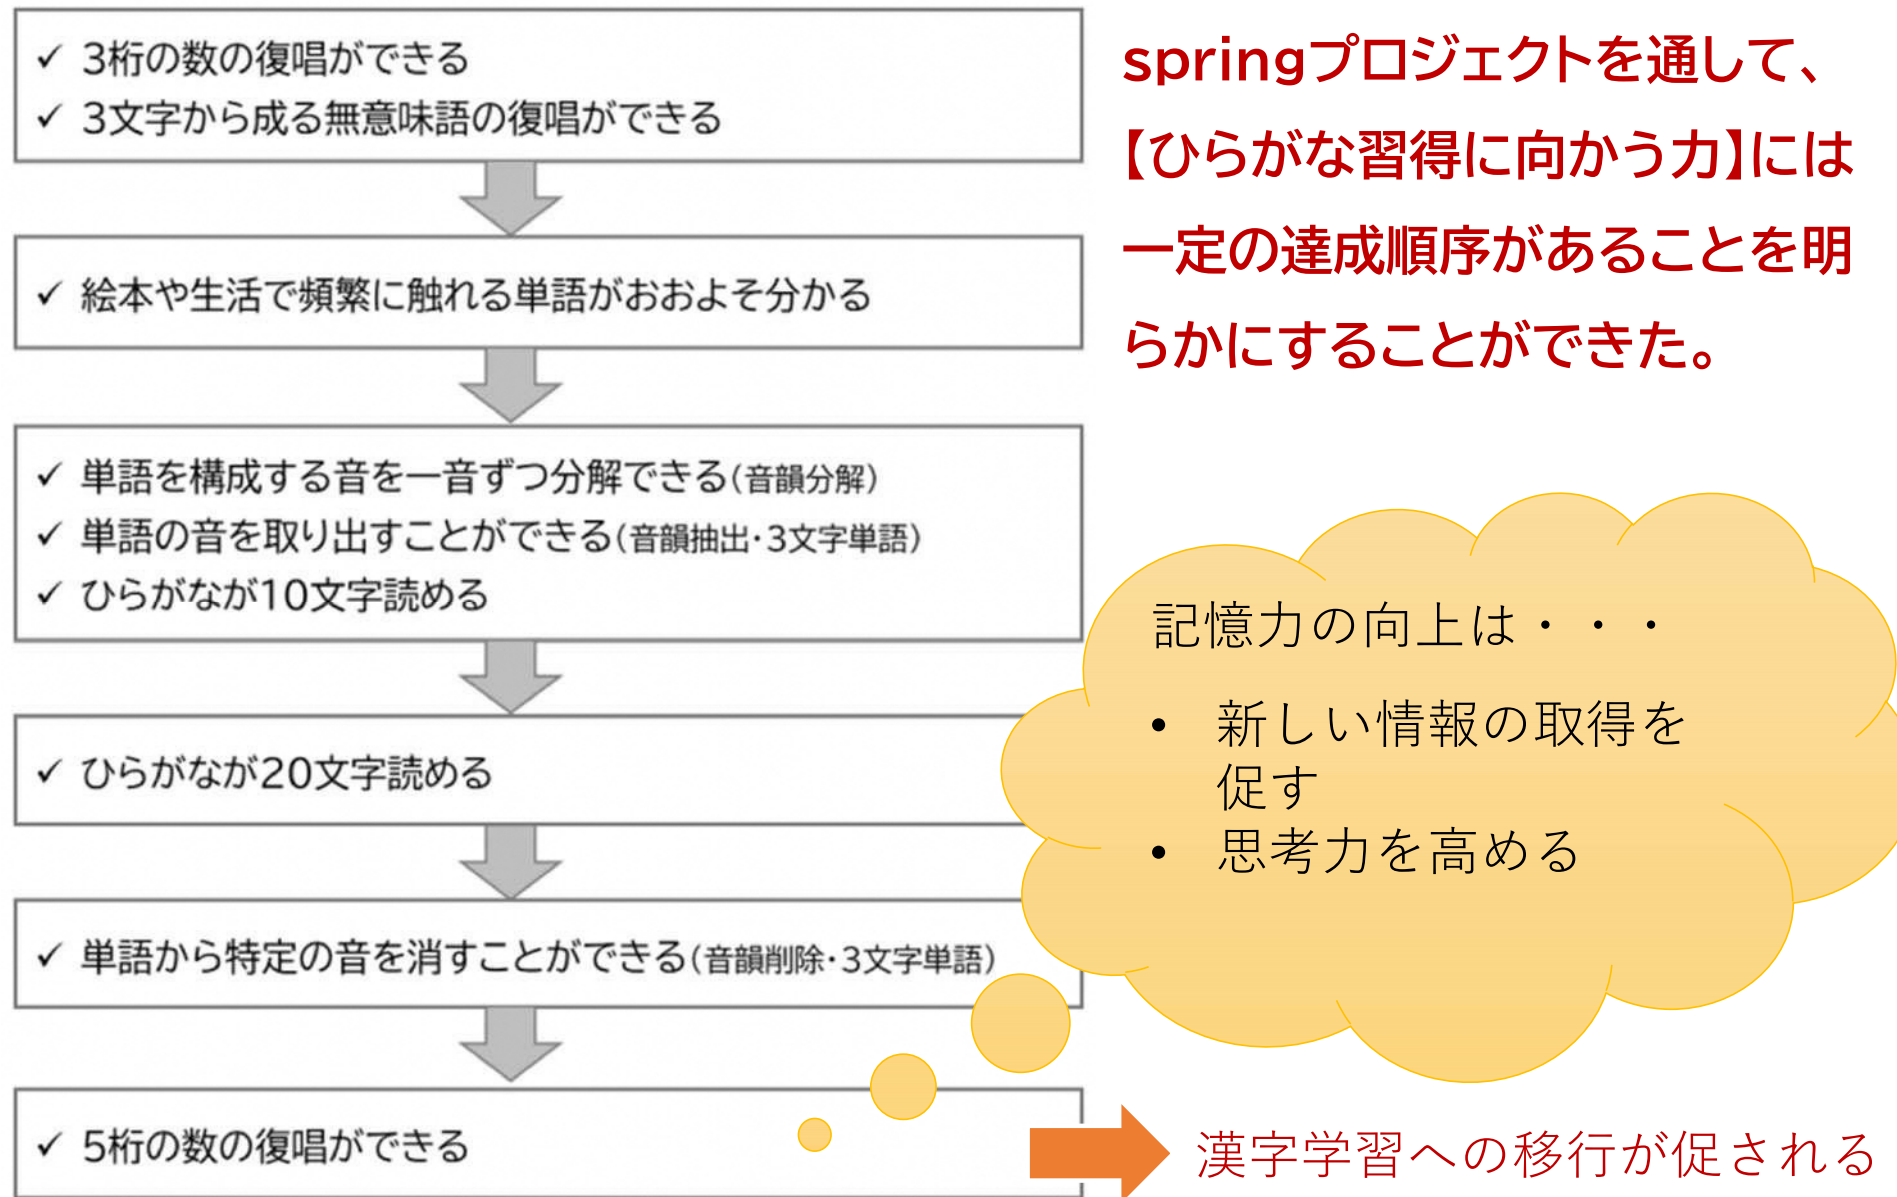 ✓ 3桁の数の復唱ができる
✓ 3文字から成る無意味語の復唱ができる
✓ 絵本や生活で頻繁に触れる単語がおおよそ分かる
✓ 単語を構成する音を一音ずつ分解できる(音韻分解)
✓ 単語の音を取り出すことができる(音韻抽出・3文字単語)
✓ ひらがなが10文字読める
✓ ひらがなが20文字読める
✓ 単語から特定の音を消すことができる(音韻削除・3文字単語)
✓ 5桁の数の復唱ができる
springプロジェクトを通して、
【ひらがな習得に向かう力】には
一定の達成順序があることを明
らかにすることができた。
記憶力の向上は・・・
• 新しい情報の取得を
促す
• 思考力を高める
漢字学習への移行が促される